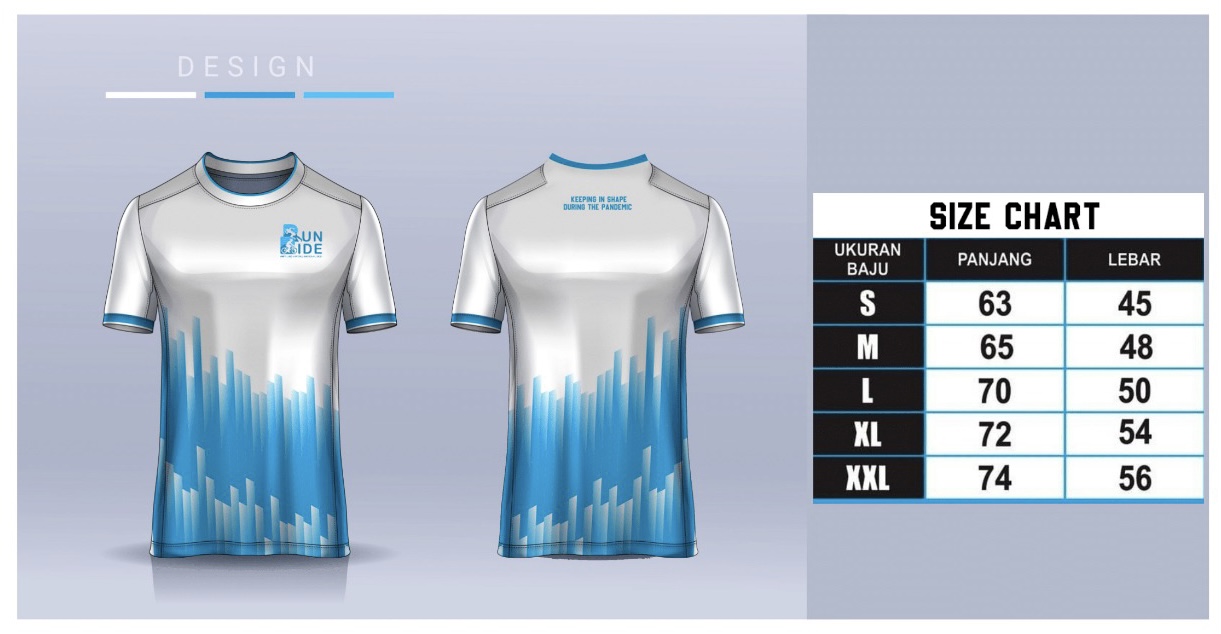 DESIGN
RUN
RIDE
KEEPING IN SHAPE
DURING THE PANDEMIC
SIZE CHART
UKURAN
BAJU PANJANG LEBAR
S 63 45
M 65 48
L 70 50
XL 72 54
XXL 74 56